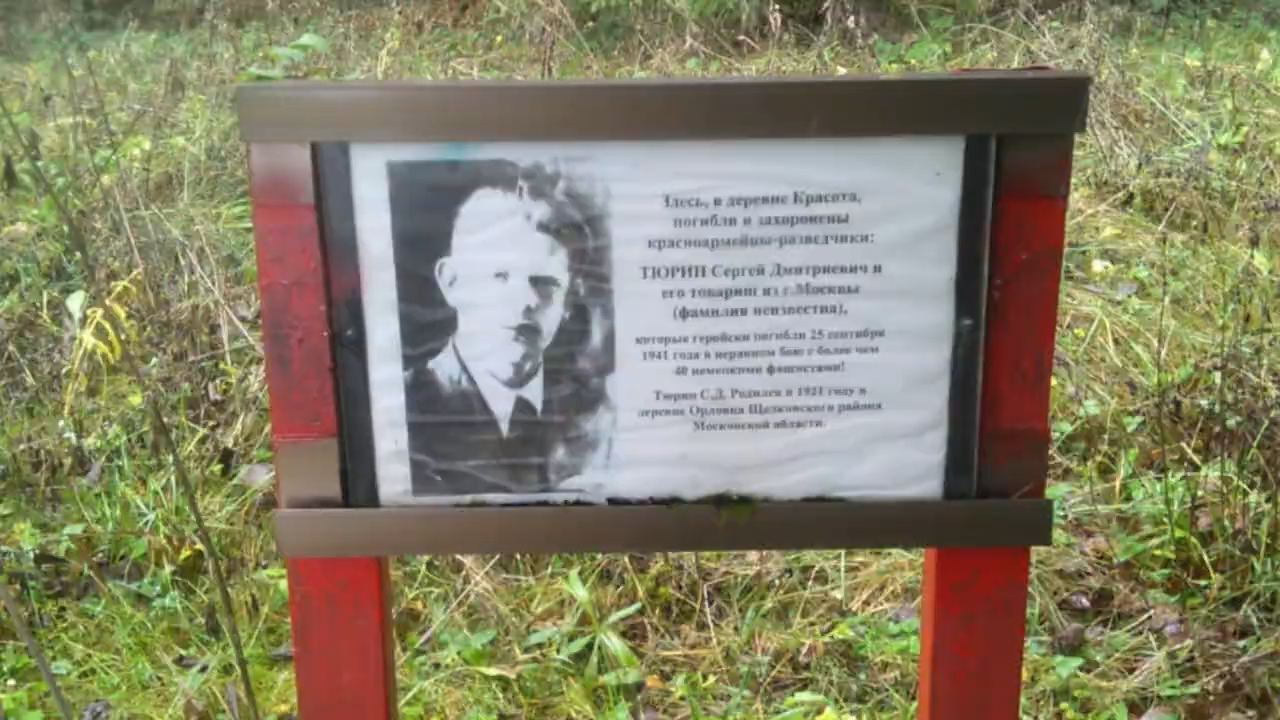 Здесь, в деревне Красота,
погибли и захоронены
красноармейцы-разведчики:
ТЮРИН Сергей Дмитриевич и
его товарищ из г.Москвы
(фамилия неизвестна),
которые геройски погибли 25 сентября
1941 года в неравном бою с более чем
40 немецкими фашистами!
Тюрин С.Д. Родился в 1921 году в
деревне Орловка Щелковского района
Московской области.